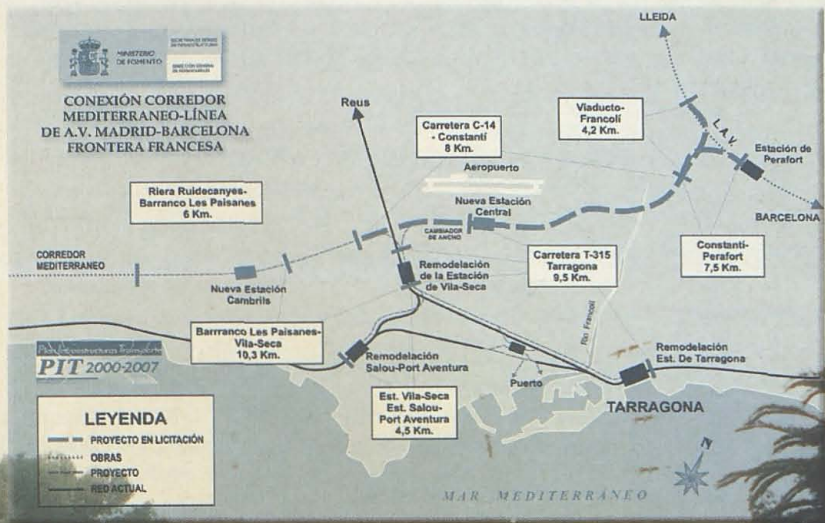 MINISTERIO
DE FOMENTO
CONEXIÓN CORREDOR
MEDITERRANEO-LÍNEA
DE A.V. MADRID-BARCELONA
FRONTERA FRANCESA
LLEIDA
Reus
Carretera C-14
- Constantí
8 Km.
Viaducto-
Francolí
4,2 Km.
L.A.V.
Estación de
Perafort
BARCELONA
Aeropuerto
Riera Ruidecanyes-
Barranco Les Paisanes
6 Km.
Nueva Estación
Central
CAMBIADOR
DE ANCHO
CORREDOR
MEDITERRANEO
Nueva Estación
Cambrils
Remodelación
de la Estación
de Vila-Seca
Carretera T-315
Tarragona
9,5 Km.
Constantí-
Perafort
7,5 Km.
Barrranco Les Paisanes-
Vila-Seca
10,3 Km.
Remodelación
Salou-Port Aventura
Rio Francolí
Remodelación
Est. De Tarragona
PIT 2000-2007
Est. Vila-Seca
Est. Salou-
Port Aventura
4,5 Km.
Puerto
TARRAGONA
LEYENDA
PROYECTO EN LICITACIÓN
OBRAS
PROYECTO
RED ACTUAL
N
MAR MEDITERRÁNEO